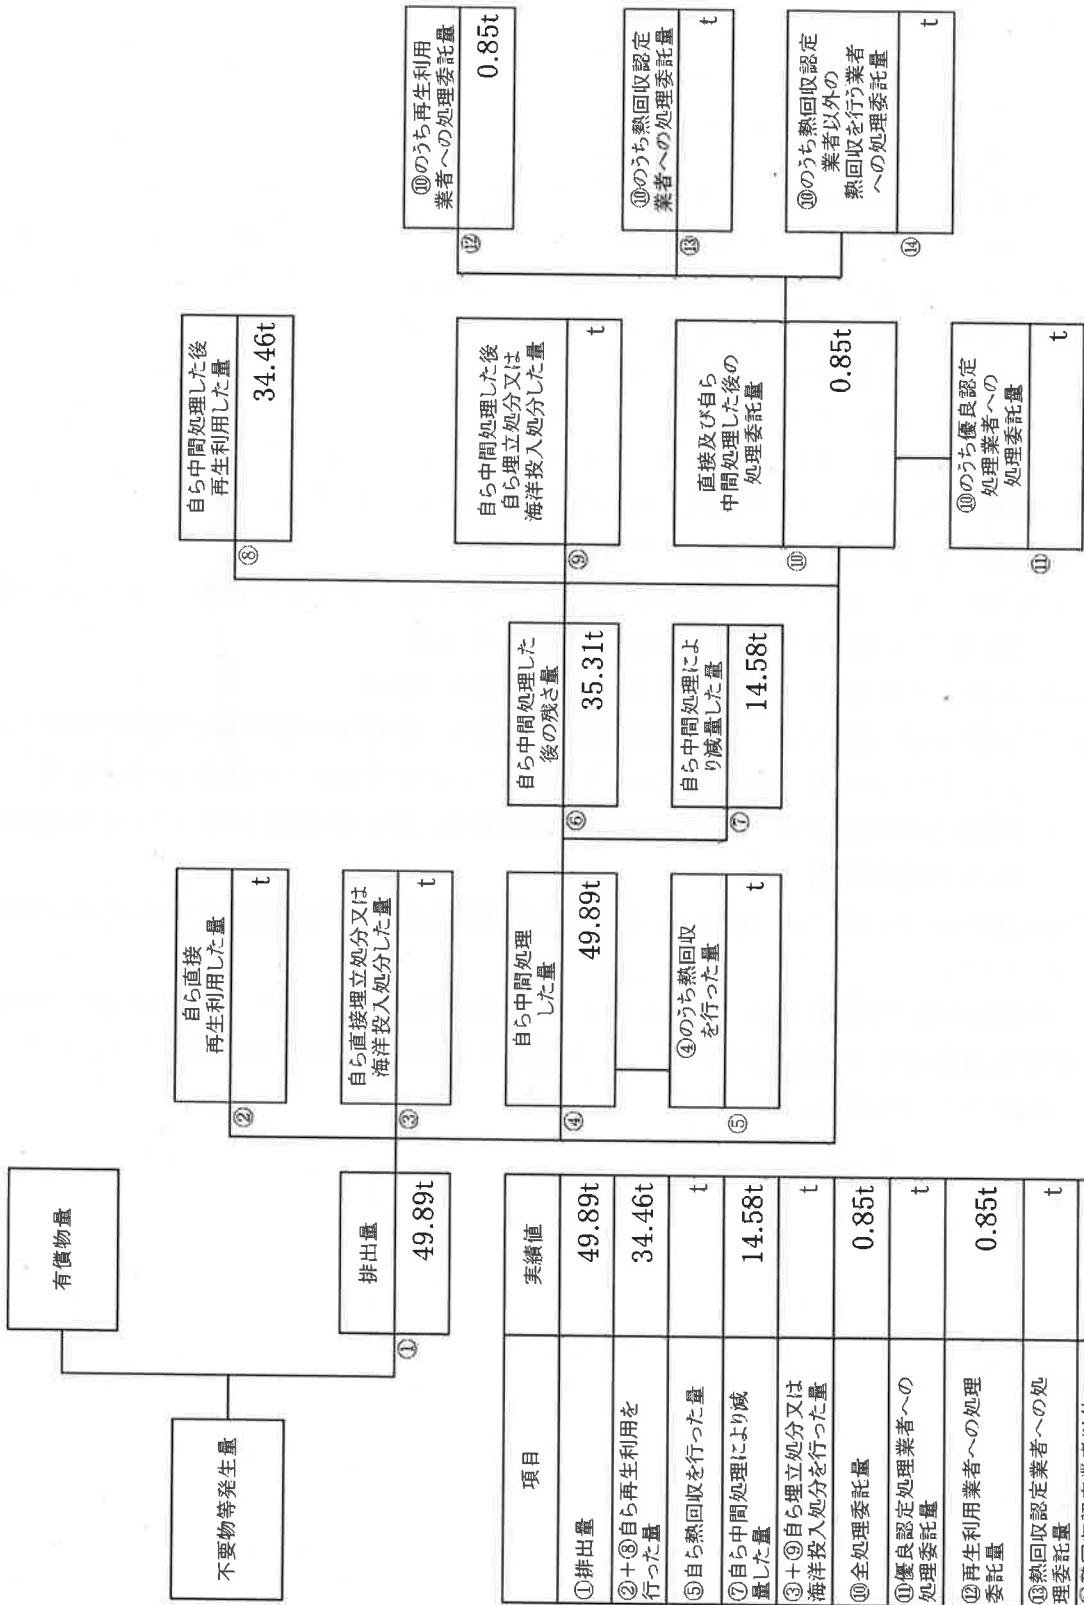 不要物等発生量
有償物量
排出量
①
49.89t
自ら直接
再生利用した量
②
t
自ら直接埋立処分又は
海洋投入処分した量
③
t
自ら中間処理
した量
④
49.89t
④のうち熱回収
を行った量
⑤
t
自ら中間処理した
後の残さ量
⑥
35.31t
自ら中間処理によ
り減量した量
⑦
14.58t
自ら中間処理した後
再生利用した量
⑧
34.46t
自ら中間処理した後
自ら埋立処分又は
海洋投入処分した量
⑨
t
直接及び自ら
中間処理した後の
処理委託量
⑩
0.85t
⑩のうち優良認定
処理業者への
処理委託量
⑪
t
⑩のうち再生利用
業者への処理委託量
⑫
0.85t
⑩のうち熱回収認定
業者への処理委託量
⑬
t
⑩のうち熱回収認定
業者以外の
熱回収を行う業者
への処理委託量
⑭
t
項目 実績値
①排出量 49.89t
②+⑧自ら再生利用を
行った量 34.46t
⑤自ら熱回収を行った量 t
⑦自ら中間処理により減
量した量 14.58t
③+⑨自ら埋立処分又は
海洋投入処分を行った量 t
⑩全処理委託量 0.85t
⑪優良認定処理業者への
処理委託量 t
⑫再生利用業者への処理
委託量 0.85t
⑬熱回収認定業者への処
理委託量 t